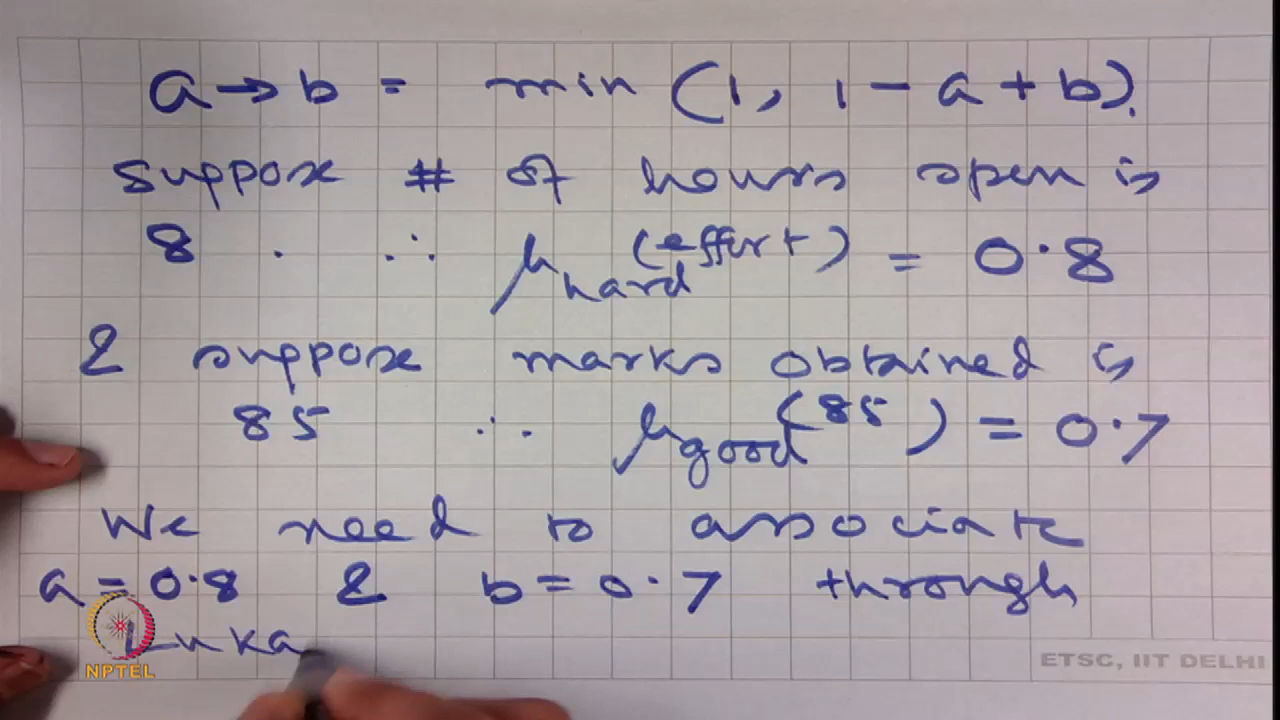 a → b = min (1, 1 - a + b).
suppose # of hours open is
8 . ∴ μhard (effort) = 0.8
& suppose marks obtained is
85 ∴ μgood (85) = 0.7
We need to associate
a = 0.8 & b = 0.7 through
Luka
NPTEL
ETSC, IIT DELHI